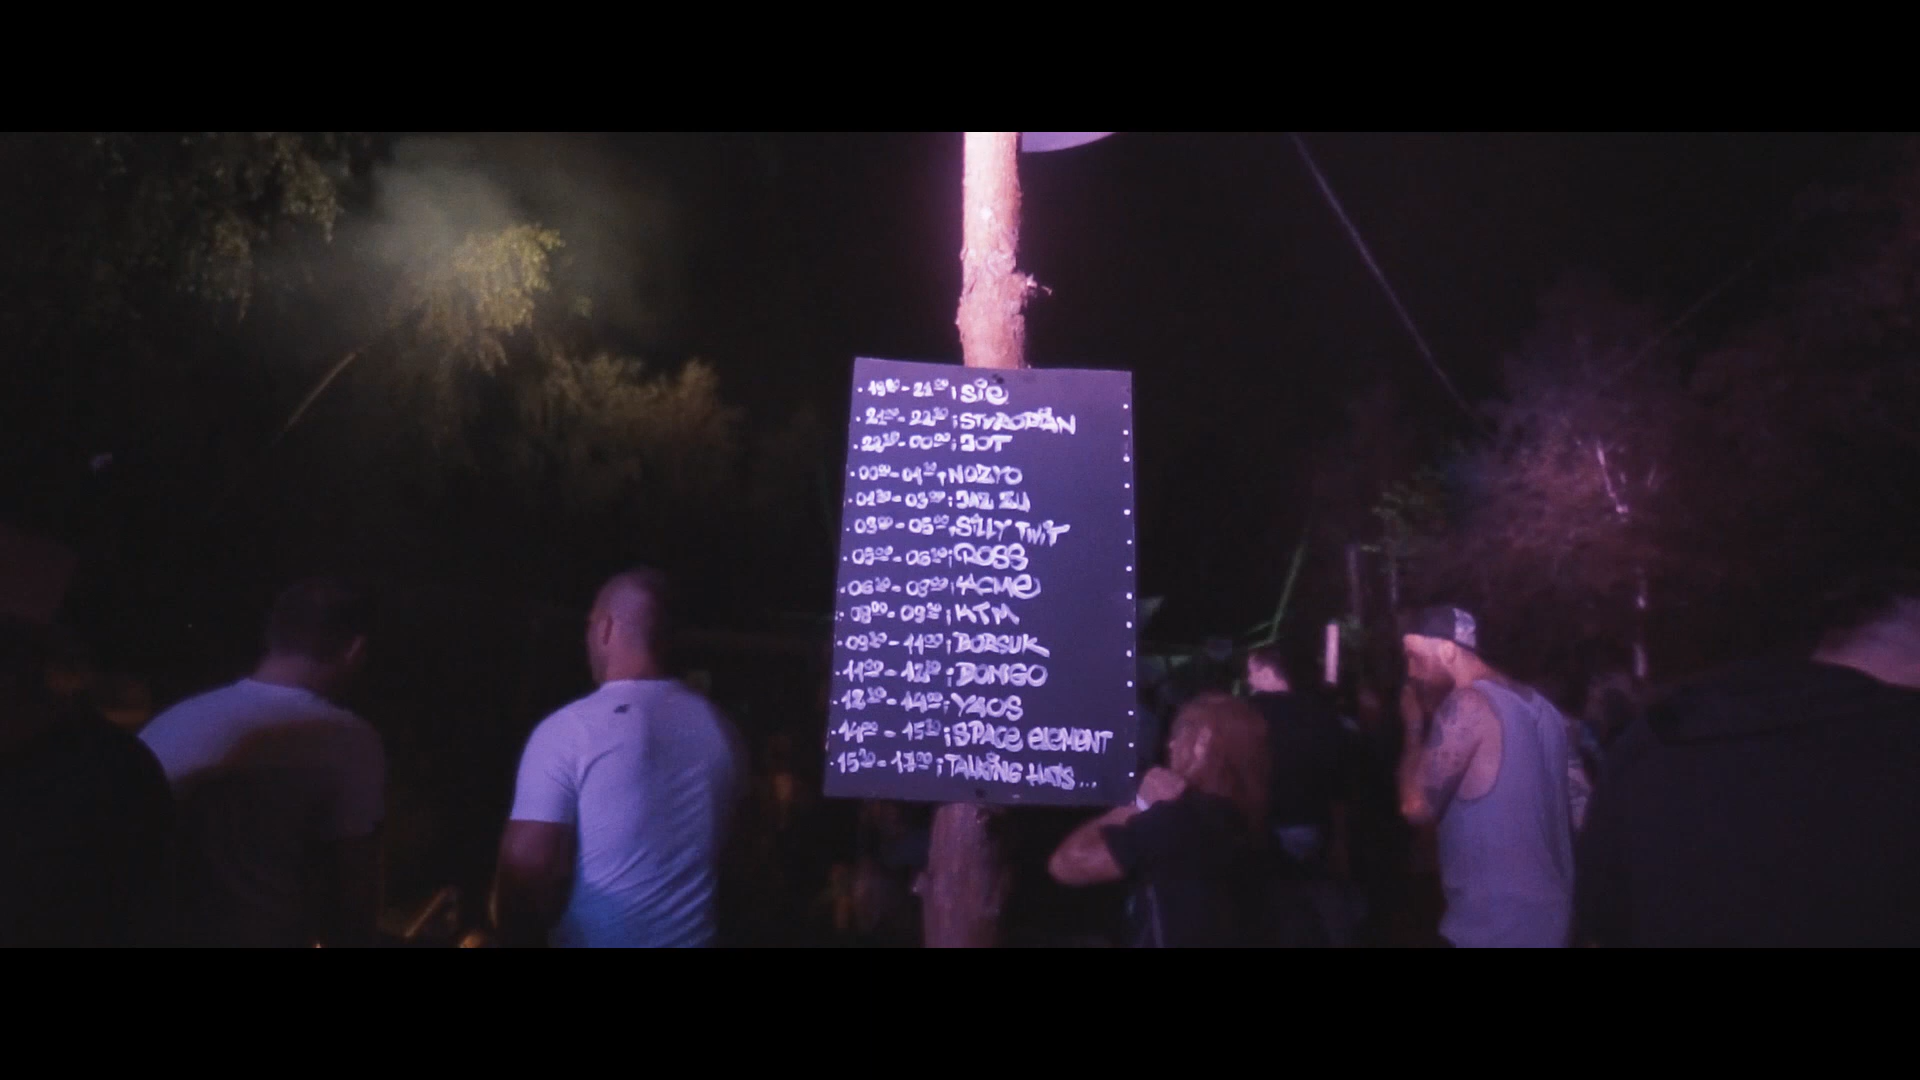 · 19⁰⁰ - 21⁰⁰ ; SIE
· 21⁰⁰ - 22³⁰ ; STYROPIAN
· 22³⁰ - 00⁰⁰ ; JOT
· 00⁰⁰ - 01³⁰ ; NOZYO
· 01³⁰ - 03⁰⁰ ; JAZ ZU
· 03⁰⁰ - 05⁰⁰ ; SILLY TWIT
· 05⁰⁰ - 06³⁰ ; ROSS
· 06³⁰ - 08⁰⁰ ; ACME
· 08⁰⁰ - 09³⁰ ; KTM
· 09³⁰ - 11⁰⁰ ; BORSUK
· 11⁰⁰ - 12³⁰ ; BONGO
· 12³⁰ - 14⁰⁰ ; YAOS
· 14⁰⁰ - 15³⁰ ; SPACE ELEMENT
· 15³⁰ - 17⁰⁰ ; TALKING HATS...